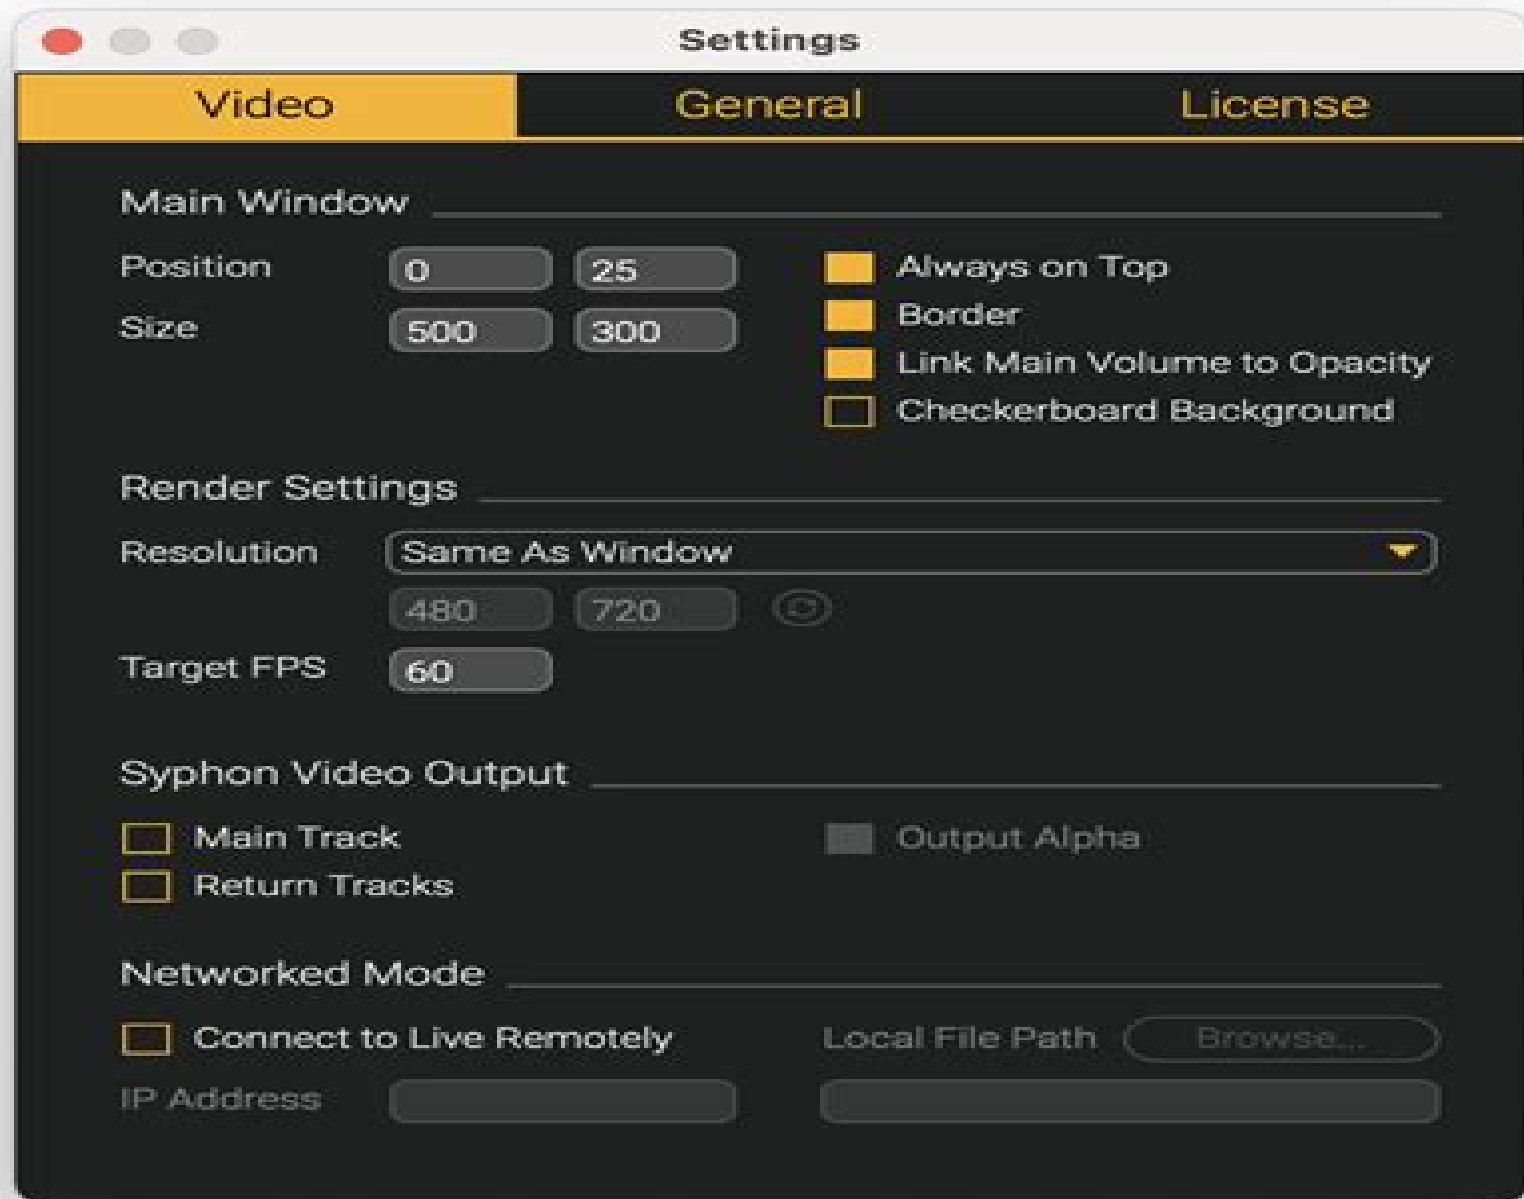 Settings
Video General License
Main Window
Position 0 25 Always on Top
Size 500 300 Border
Link Main Volume to Opacity
Checkerboard Background
Render Settings
Resolution Same As Window
480 720
Target FPS 60
Syphon Video Output
Main Track Output Alpha
Return Tracks
Networked Mode
Connect to Live Remotely Local File Path Browse...
IP Address